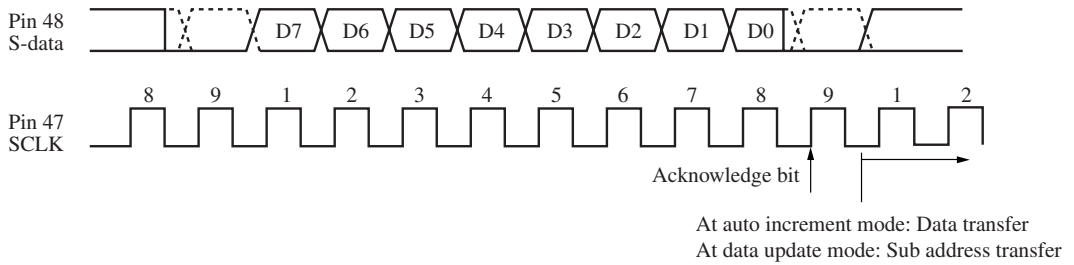 Pin 48
S-data
D7 D6 D5 D4 D3 D2 D1 D0
8 9 1 2 3 4 5 6 7 8 9 1 2
Pin 47
SCLK
Acknowledge bit
At auto increment mode: Data transfer
At data update mode: Sub address transfer